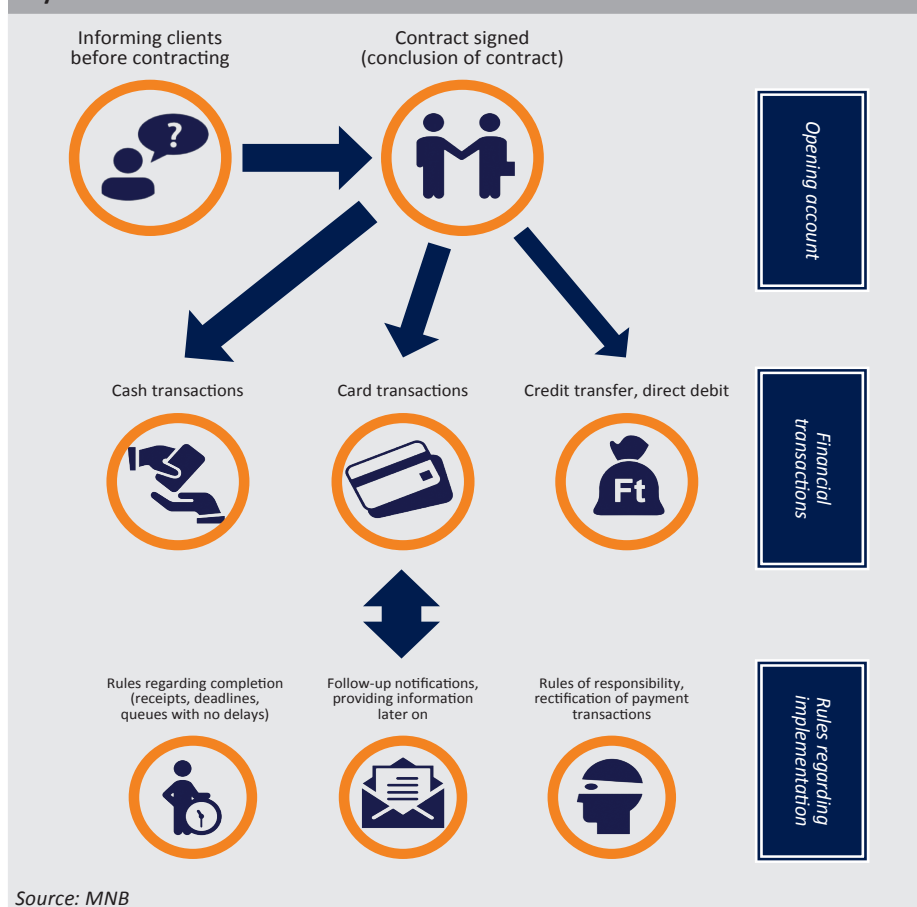 Informing clients
before contracting
Contract signed
(conclusion of contract)
?
Opening account
Cash transactions
Card transactions
Credit transfer, direct debit
Ft
Financial
transactions
Rules regarding completion
(receipts, deadlines,
queues with no delays)
Follow-up notifications,
providing information
later on
Rules of responsibility,
rectification of payment
transactions
Rules regarding
implementation
Source: MNB